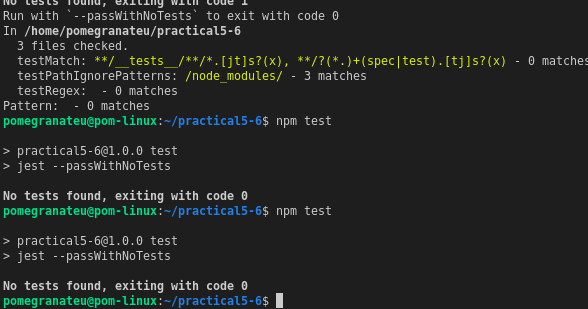 No tests found, exiting with code 1
Run with `--passWithNoTests` to exit with code 0
In /home/pomegranateu/practical5-6
  3 files checked.
  testMatch: **/__tests__/**/*.[jt]s?(x), **/?(*.)+(spec|test).[tj]s?(x) - 0 matches
  testPathIgnorePatterns: /node_modules/ - 3 matches
  testRegex:  - 0 matches
Pattern:  - 0 matches
pomegranateu@pom-linux:~/practical5-6$ npm test

> practical5-6@1.0.0 test
> jest --passWithNoTests

No tests found, exiting with code 0
pomegranateu@pom-linux:~/practical5-6$ npm test

> practical5-6@1.0.0 test
> jest --passWithNoTests

No tests found, exiting with code 0
pomegranateu@pom-linux:~/practical5-6$